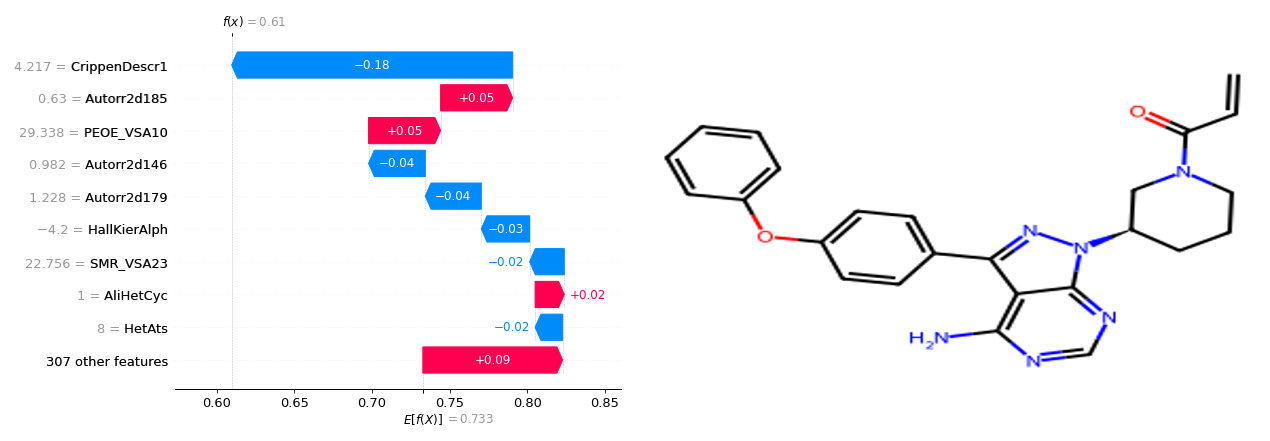 f(x) = 0.61
4.217 = CrippenDescr1
−0.18
0.63 = Autorr2d185
+0.05
29.338 = PEOE_VSA10
+0.05
0.982 = Autorr2d146
−0.04
1.228 = Autorr2d179
−0.04
−4.2 = HallKierAlph
−0.03
22.756 = SMR_VSA23
−0.02
1 = AliHetCyc
+0.02
8 = HetAts
−0.02
307 other features
+0.09
0.60 0.65 0.70 0.75 0.80 0.85
E[f(X)] = 0.733
O
N
O
N
N
H2N
N
N